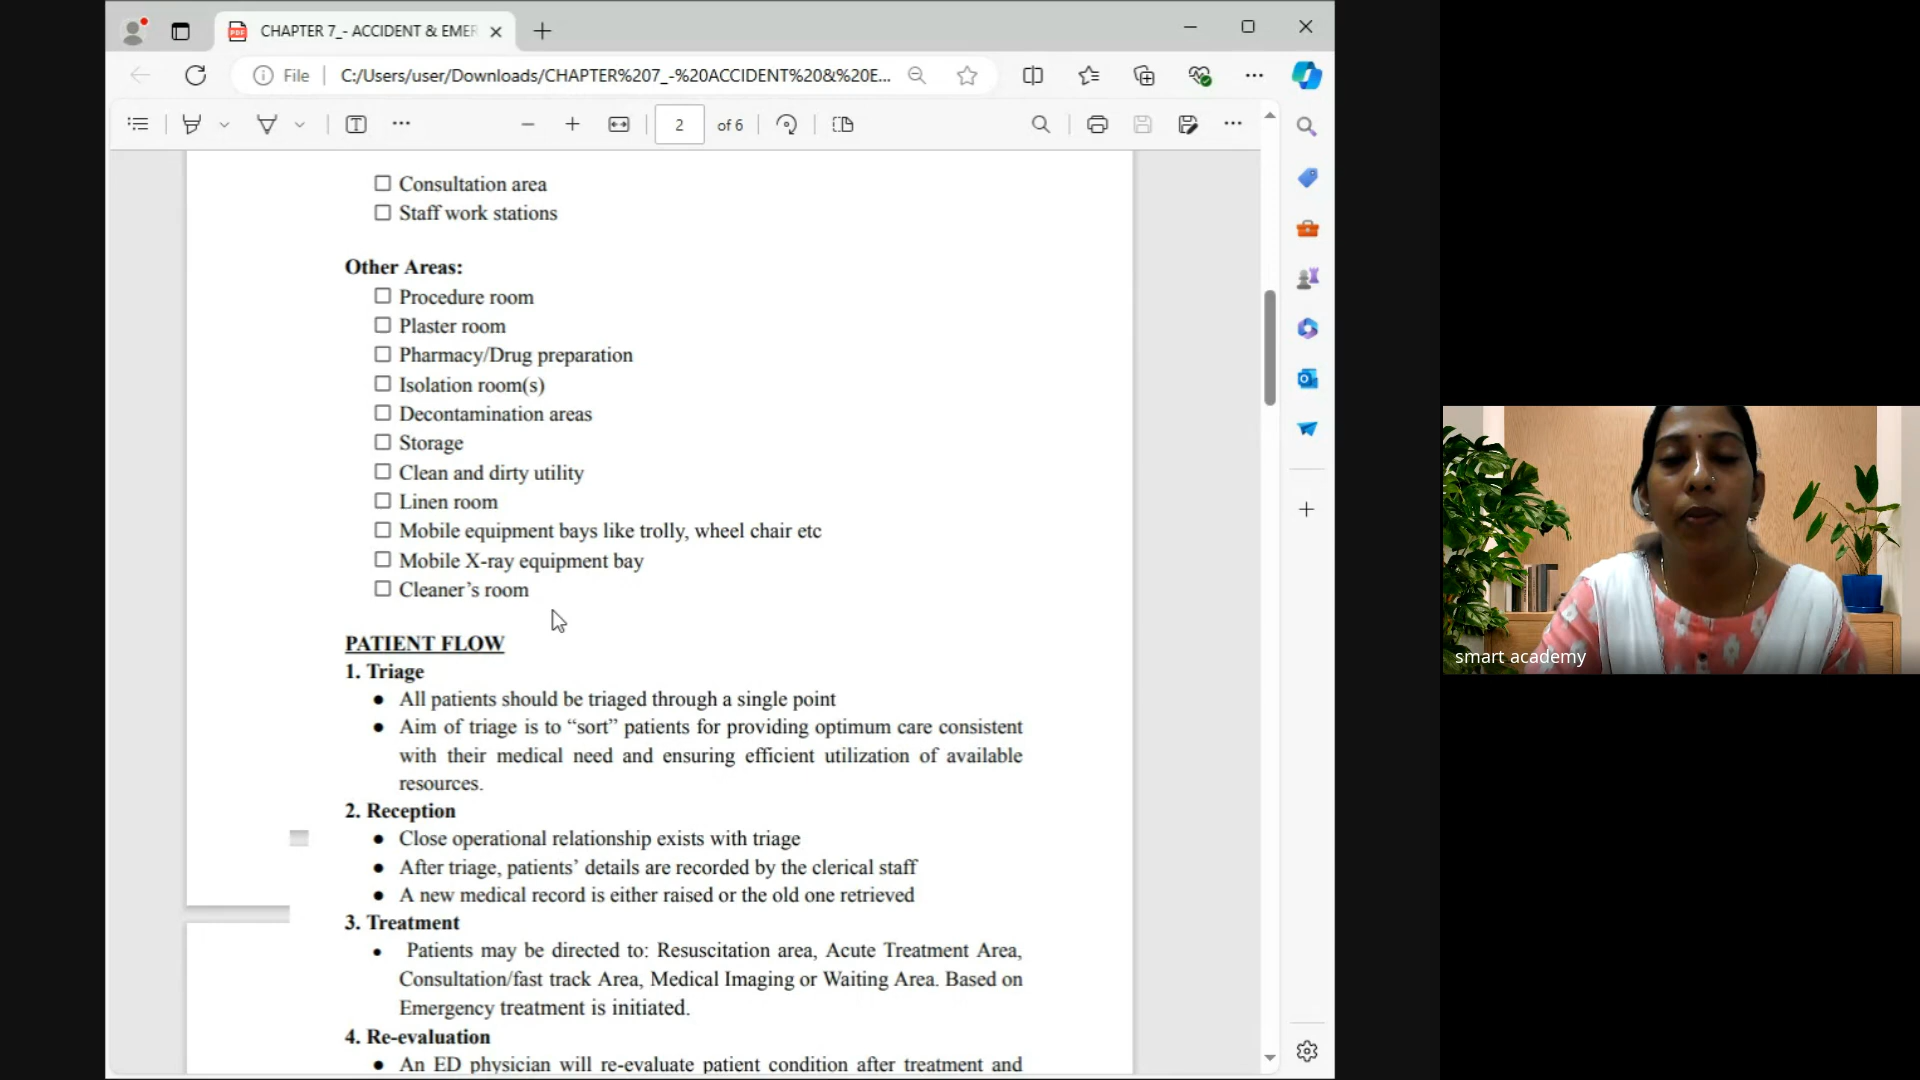 CHAPTER 7_- ACCIDENT & EMER
File
C:/Users/user/Downloads/CHAPTER%207_-%20ACCIDENT%20&%20E...
2 of 6
☐ Consultation area
☐ Staff work stations
Other Areas:
☐ Procedure room
☐ Plaster room
☐ Pharmacy/Drug preparation
☐ Isolation room(s)
☐ Decontamination areas
☐ Storage
☐ Clean and dirty utility
☐ Linen room
☐ Mobile equipment bays like trolly, wheel chair etc
☐ Mobile X-ray equipment bay
☐ Cleaner’s room
PATIENT FLOW
1. Triage
● All patients should be triaged through a single point
● Aim of triage is to “sort” patients for providing optimum care consistent
with their medical need and ensuring efficient utilization of available
resources.
2. Reception
● Close operational relationship exists with triage
● After triage, patients’ details are recorded by the clerical staff
● A new medical record is either raised or the old one retrieved
3. Treatment
● Patients may be directed to: Resuscitation area, Acute Treatment Area,
Consultation/fast track Area, Medical Imaging or Waiting Area. Based on
Emergency treatment is initiated.
4. Re-evaluation
● An ED physician will re-evaluate patient condition after treatment and
smart academy